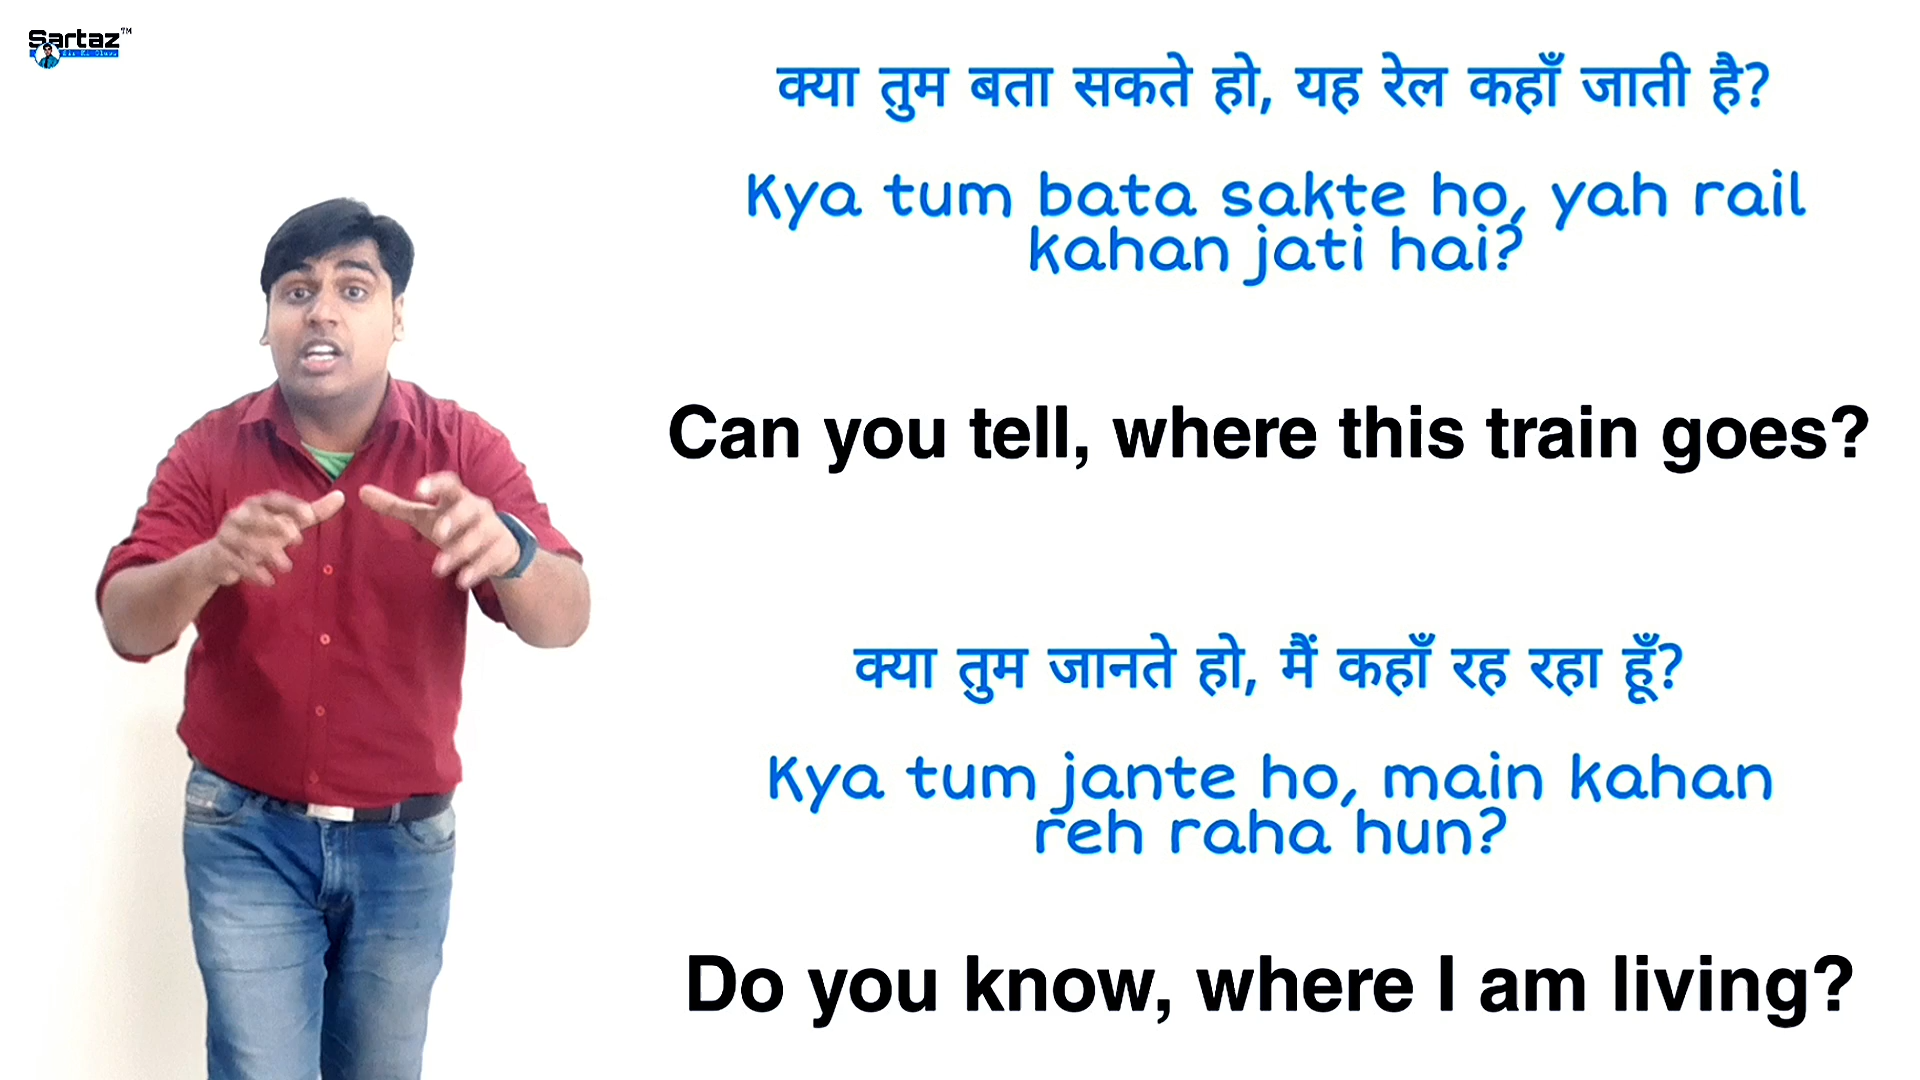 Sartaz™
क्या तुम बता सकते हो, यह रेल कहाँ जाती है?
Kya tum bata sakte ho, yah rail
kahan jati hai?
Can you tell, where this train goes?
क्या तुम जानते हो, मैं कहाँ रह रहा हूँ?
Kya tum jante ho, main kahan
reh raha hun?
Do you know, where I am living?